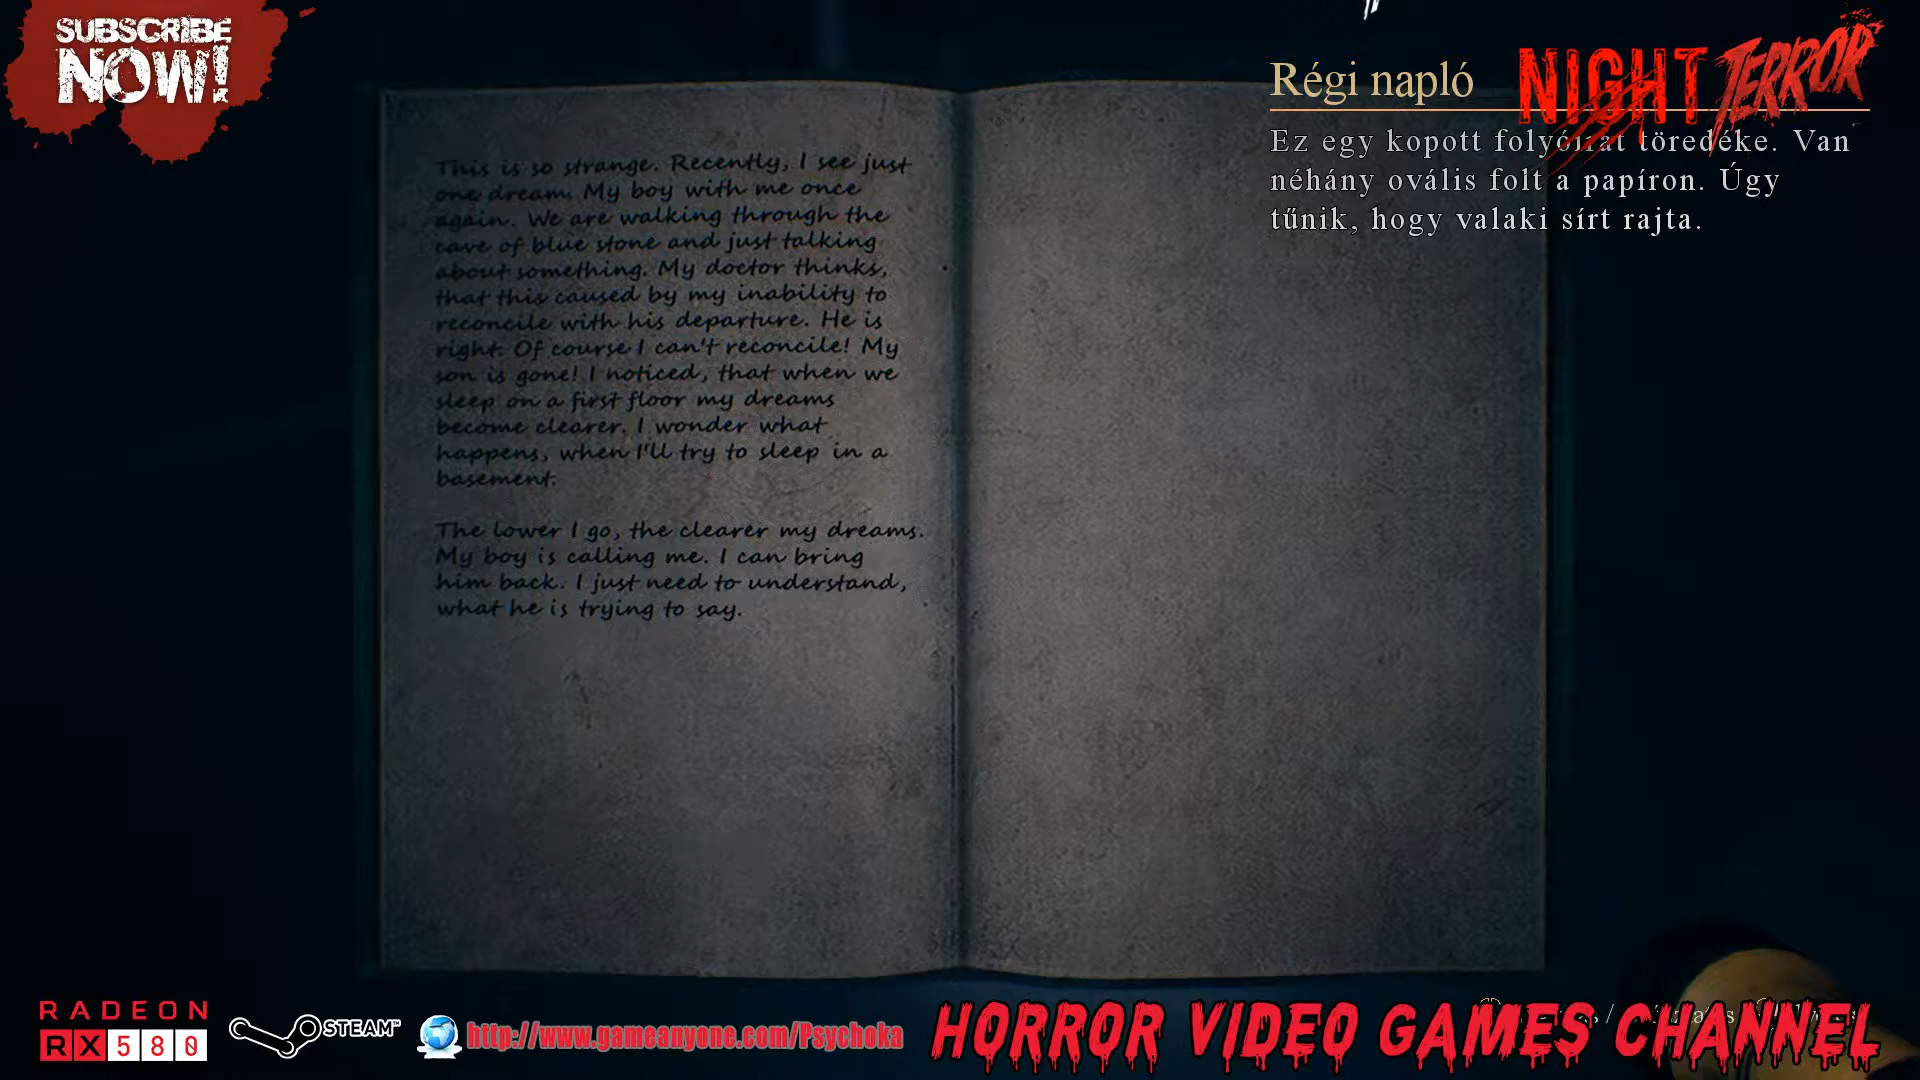 SUBSCRIBE
NOW!
Régi napló
NIGHT TERROR
Ez egy kopott folyóirat töredéke. Van
néhány ovális folt a papíron. Úgy
tűnik, hogy valaki sírt rajta.
This is so strange. Recently, I see just
one dream. My boy with me once
again. We are walking through the
cave of blue stone and just talking
about something. My doctor thinks,
that this caused by my inability to
reconcile with his departure. He is
right. Of course I can't reconcile! My
son is gone! I noticed, that when we
sleep on a first floor my dreams
become clearer. I wonder what
happens, when I'll try to sleep in a
basement.
The lower I go, the clearer my dreams.
My boy is calling me. I can bring
him back. I just need to understand,
what he is trying to say.
RADEON
RX 580
STEAM™
http://www.gameanyone.com/Psychoka
HORROR VIDEO GAMES CHANNEL